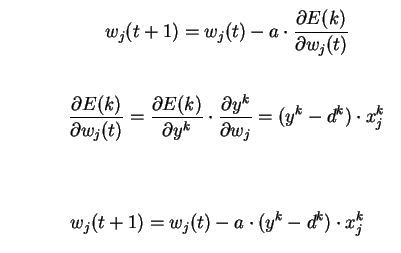 w_j(t + 1) = w_j(t) − a · ∂E(k)/∂w_j(t)
∂E(k)/∂w_j(t) = ∂E(k)/∂y^k · ∂y^k/∂w_j = (y^k − d^k) · x_j^k
w_j(t + 1) = w_j(t) − a · (y^k − d^k) · x_j^k